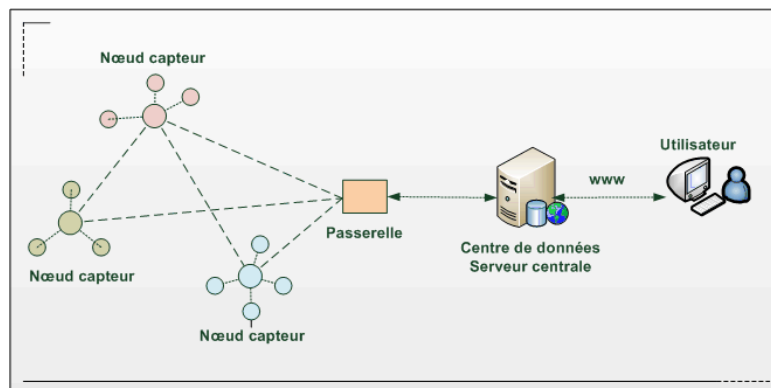 Nœud capteur
Utilisateur
www
Passerelle
Centre de données
Serveur centrale
Nœud capteur
Nœud capteur